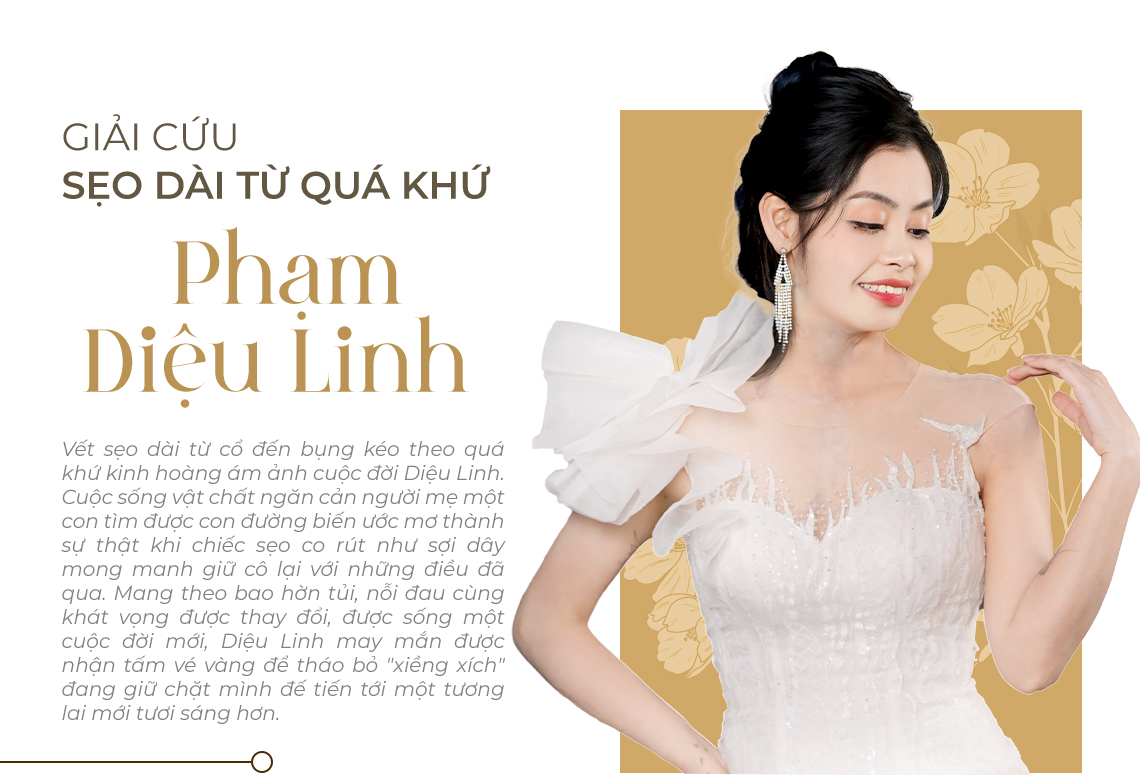 GIẢI CỨU
SẸO DÀI TỪ QUÁ KHỨ
Phạm
Diệu Linh
Vết sẹo dài từ cổ đến bụng kéo theo quá
khứ kinh hoàng ám ảnh cuộc đời Diệu Linh.
Cuộc sống vật chất ngăn cản người mẹ một
con tìm được con đường biến ước mơ thành
sự thật khi chiếc sẹo co rút như sợi dây
mong manh giữ cô lại với những điều đã
qua. Mang theo bao hờn tủi, nỗi đau cùng
khát vọng được thay đổi, được sống một
cuộc đời mới, Diệu Linh may mắn được
nhận tấm vé vàng để tháo bỏ "xiềng xích"
đang giữ chặt mình đế tiến tới một tương
lai mới tươi sáng hơn.